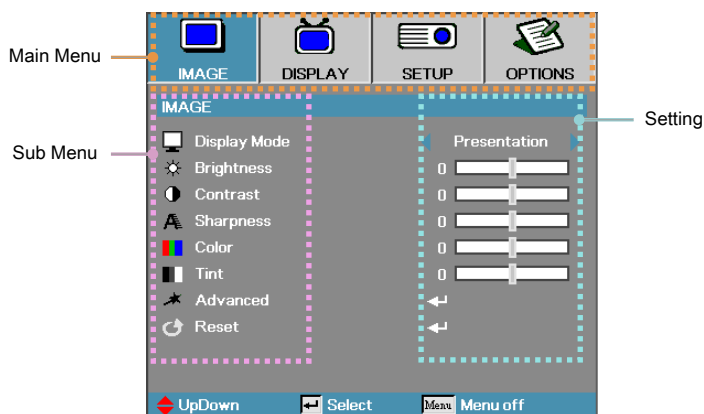 Main Menu
IMAGE DISPLAY SETUP OPTIONS
IMAGE
Setting
Sub Menu
Display Mode Presentation
Brightness 0
Contrast 0
Sharpness 0
Color 0
Tint 0
Advanced
Reset
UpDown Select Menu Menu off